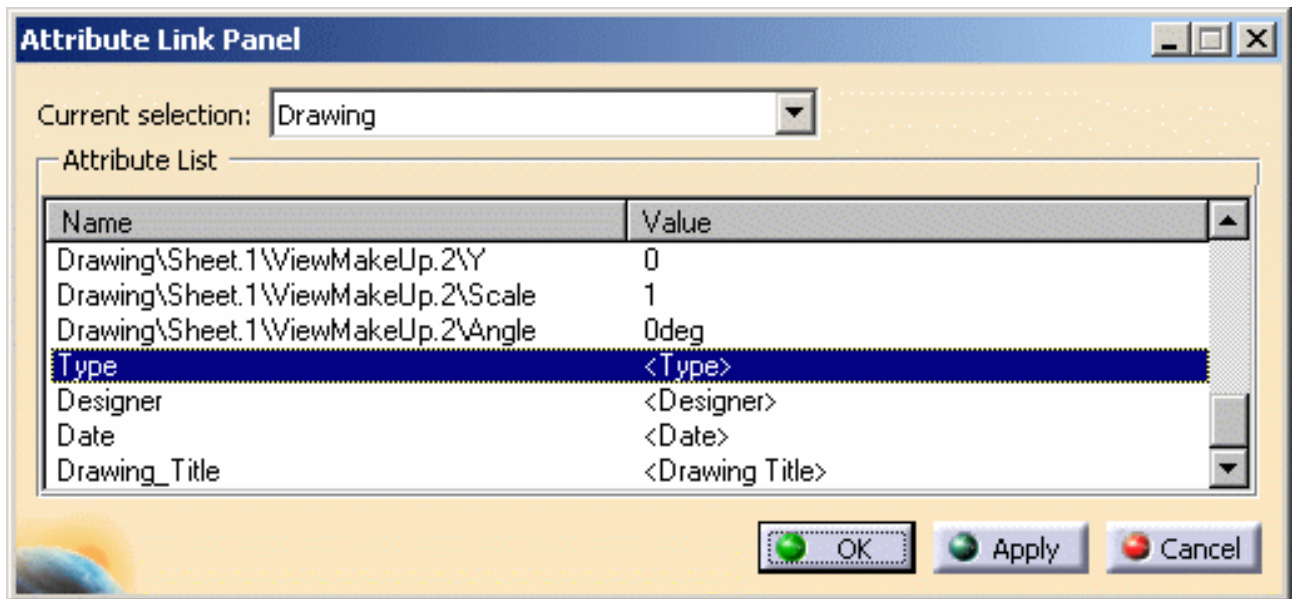 Attribute Link Panel
Current selection: Drawing
Attribute List
Name Value
Drawing\Sheet.1\ViewMakeUp.2\Y 0
Drawing\Sheet.1\ViewMakeUp.2\Scale 1
Drawing\Sheet.1\ViewMakeUp.2\Angle 0deg
Type <Type>
Designer <Designer>
Date <Date>
Drawing_Title <Drawing Title>
OK Apply Cancel